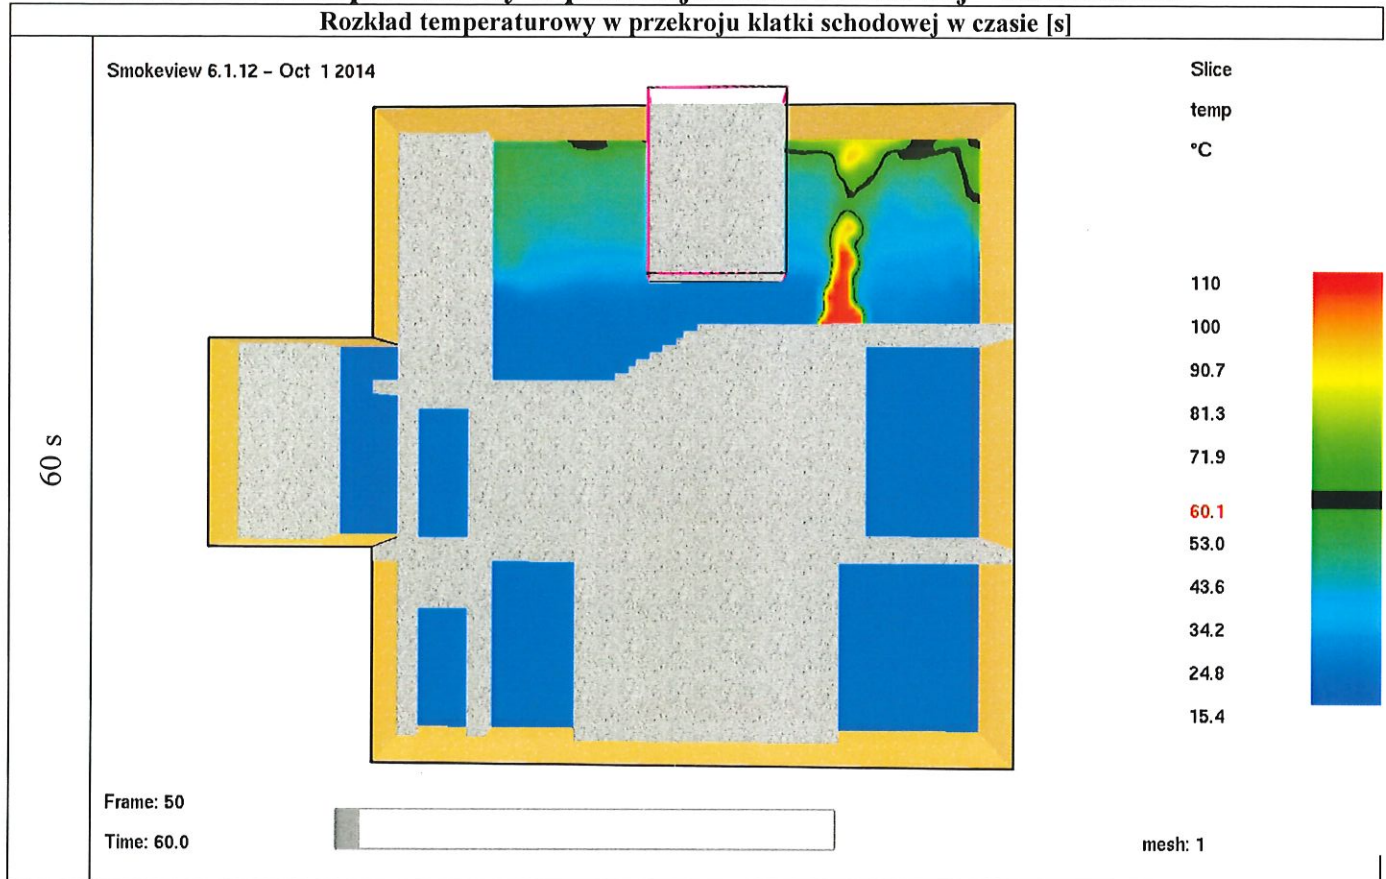 Rozkład temperaturowy w przekroju klatki schodowej w czasie [s]
60 s
Smokeview 6.1.12 – Oct 1 2014
Slice
temp
°C
110
100
90.7
81.3
71.9
60.1
53.0
43.6
34.2
24.8
15.4
Frame: 50
Time: 60.0
mesh: 1